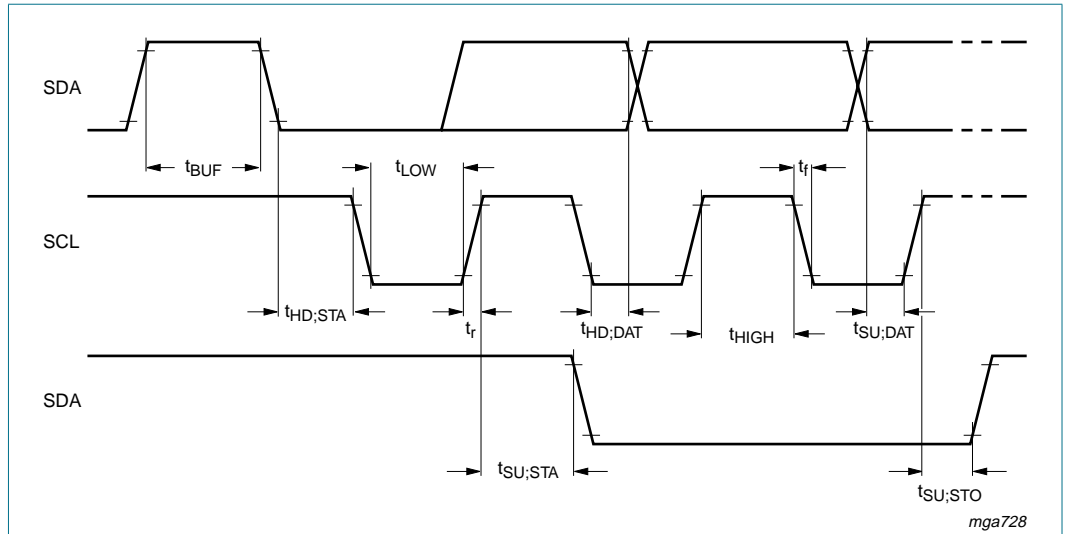 SDA
tBUF tLOW tf
SCL
tHD;STA tr tHD;DAT tHIGH tSU;DAT
SDA
tSU;STA tSU;STO
mga728